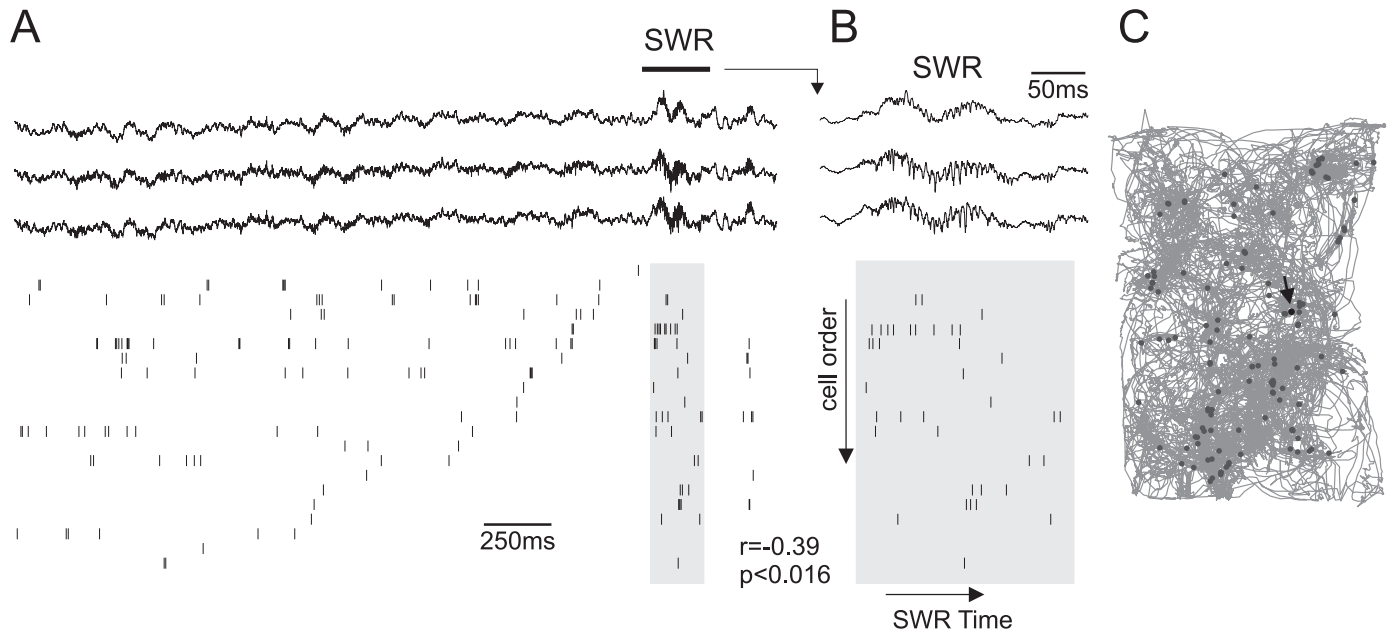 A
B
C
SWR
SWR
50ms
cell order
250ms
r=-0.39
p<0.016
SWR Time